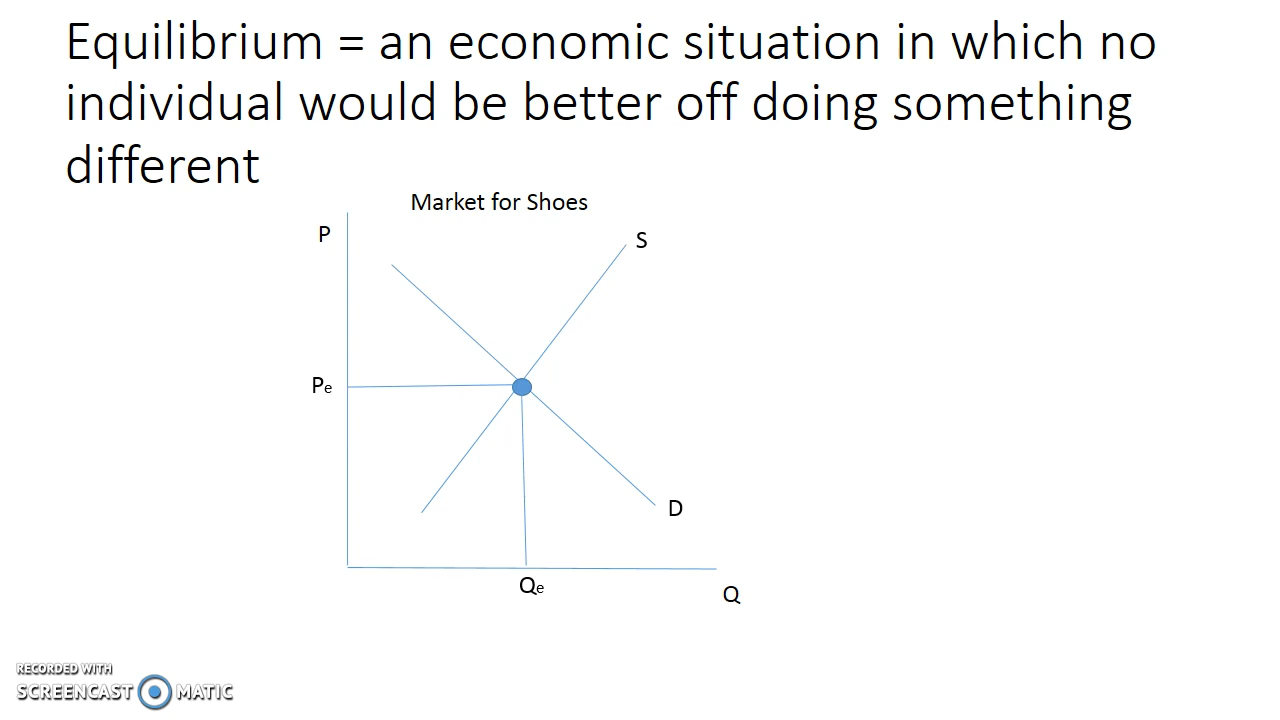 Equilibrium = an economic situation in which no
individual would be better off doing something
different
Market for Shoes
P
S
Pe
D
Qe
Q
RECORDED WITH
SCREENCAST MATIC